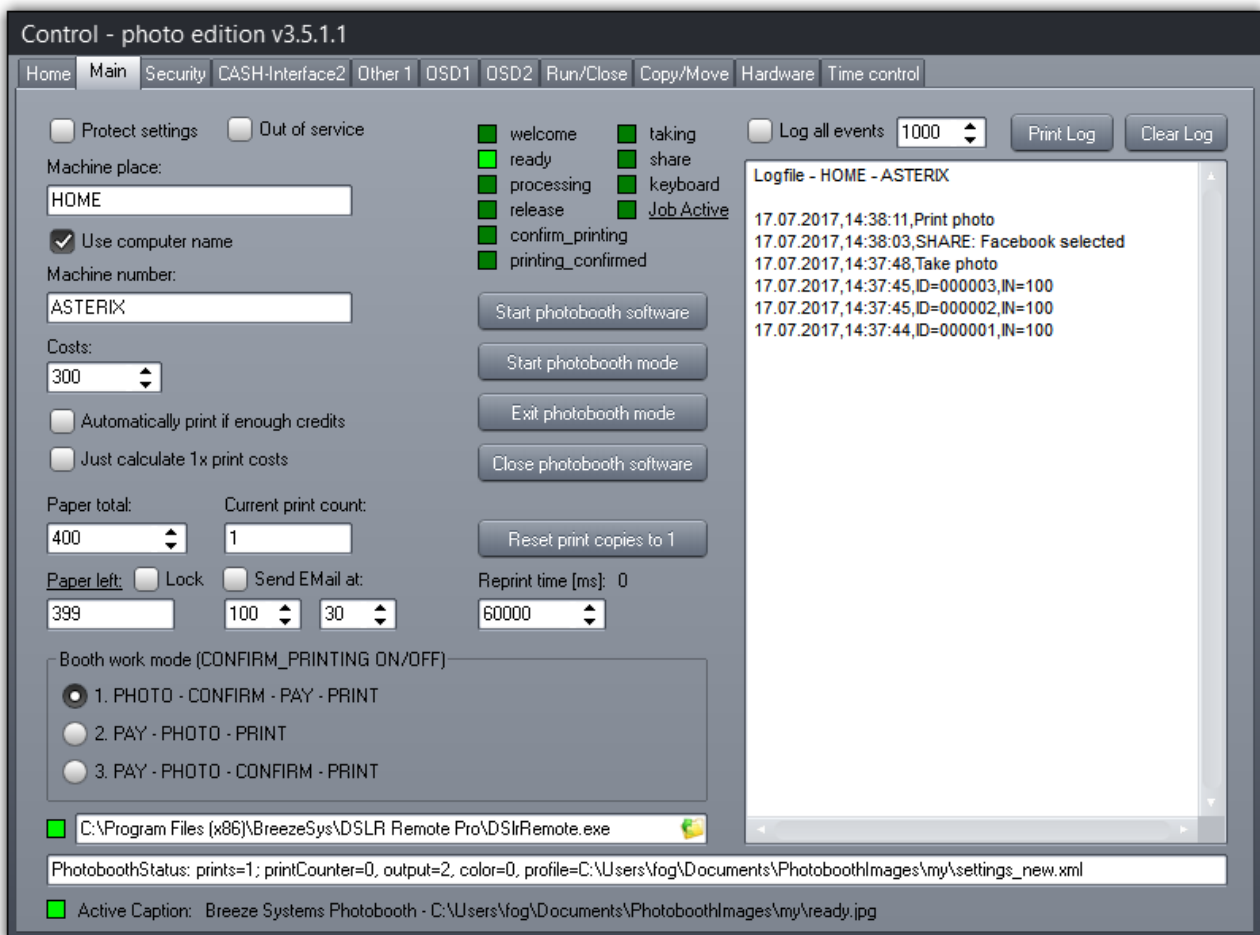 Control - photo edition v3.5.1.1
Home Main Security CASH-Interface2 Other 1 OSD1 OSD2 Run/Close Copy/Move Hardware Time control
Protect settings Out of service
Machine place:
HOME
Use computer name
Machine number:
ASTERIX
Costs:
300
Automatically print if enough credits
Just calculate 1x print costs
Paper total: Current print count:
400 1
Paper left: Lock Send EMail at:
399 100 30
welcome taking
ready share
processing keyboard
release Job Active
confirm_printing
printing_confirmed
Start photobooth software
Start photobooth mode
Exit photobooth mode
Close photobooth software
Reset print copies to 1
Reprint time [ms]: 0
60000
Booth work mode (CONFIRM_PRINTING ON/OFF)
1. PHOTO - CONFIRM - PAY - PRINT
2. PAY - PHOTO - PRINT
3. PAY - PHOTO - CONFIRM - PRINT
Log all events 1000 Print Log Clear Log
Logfile - HOME - ASTERIX
17.07.2017,14:38:11,Print photo
17.07.2017,14:38:03,SHARE: Facebook selected
17.07.2017,14:37:48,Take photo
17.07.2017,14:37:45,ID=000003,IN=100
17.07.2017,14:37:45,ID=000002,IN=100
17.07.2017,14:37:44,ID=000001,IN=100
C:\Program Files (x86)\BreezeSys\DSLR Remote Pro\DSlrRemote.exe
PhotoboothStatus: prints=1; printCounter=0, output=2, color=0, profile=C:\Users\fog\Documents\PhotoboothImages\my\settings_new.xml
Active Caption: Breeze Systems Photobooth - C:\Users\fog\Documents\PhotoboothImages\my\ready.jpg